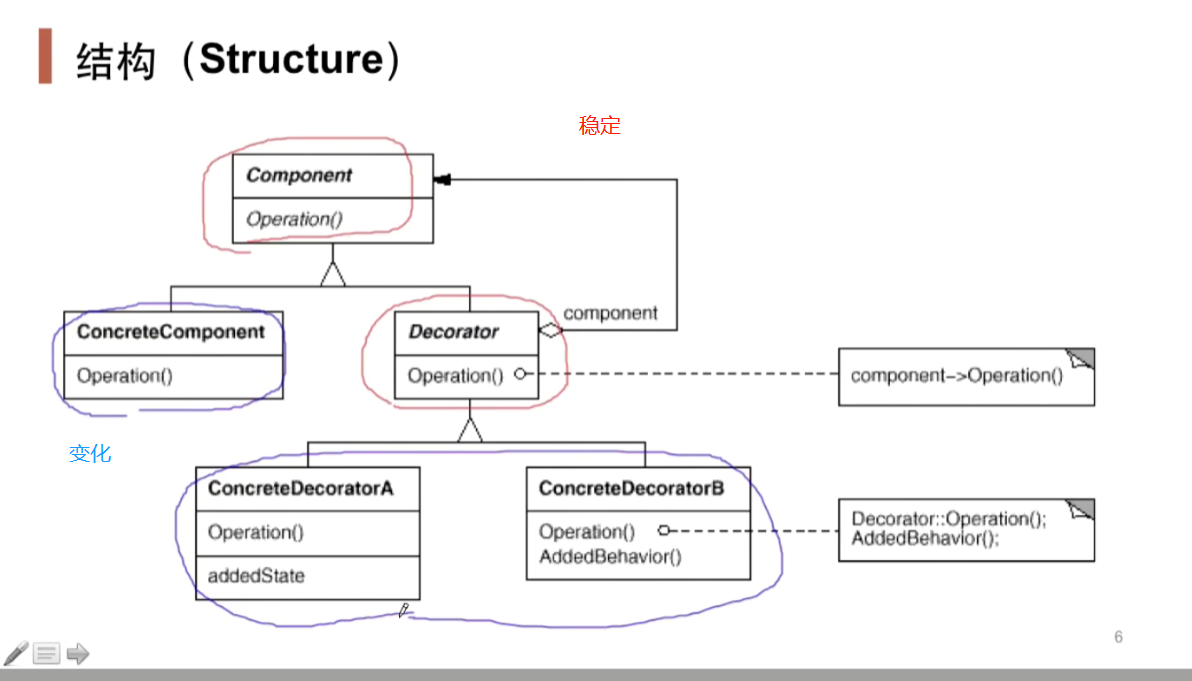 结构（Structure）
稳定
Component
Operation()
component
ConcreteComponent
Operation()
Decorator
Operation()
component->Operation()
变化
ConcreteDecoratorA
Operation()
addedState
ConcreteDecoratorB
Operation()
AddedBehavior()
Decorator::Operation();
AddedBehavior();
6